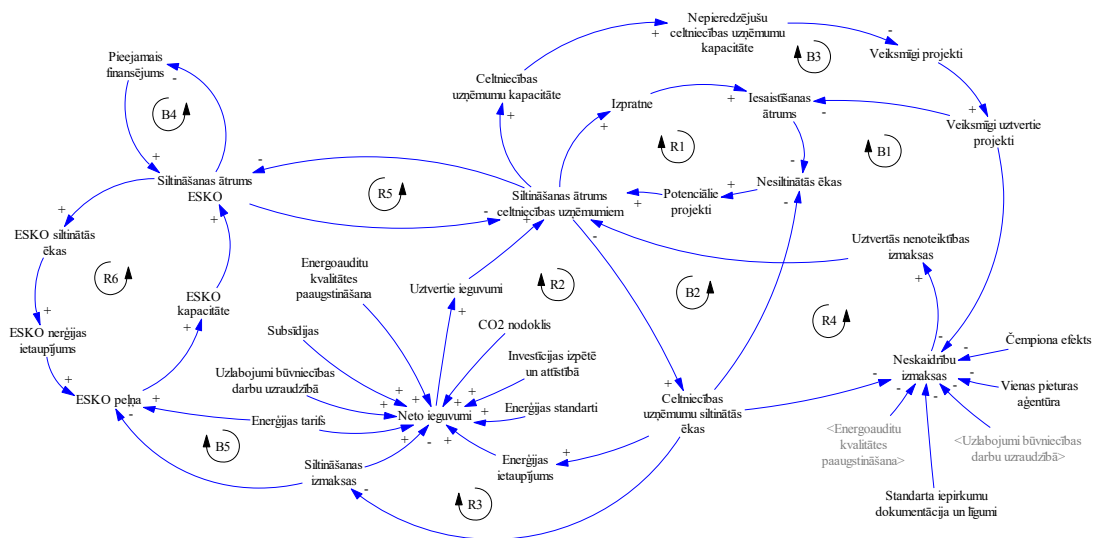 Nepieredzējušu
celtniecības uzņēmumu
kapacitāte
Pieejamais
finansējums
Celtniecības
uzņēmumu kapacitāte
B3
Veiksmīgi projekti
B4
Izpratne
Iesaistīšanas
ātrums
Veiksmīgi uztvertie
projekti
R1
B1
Siltināšanas ātrums
ESKO
R5
Siltināšanas ātrums
celtniecības uzņēmumiem
Potenciālie
projekti
Nesiltinātās ēkas
ESKO siltinātās
ēkas
R6
ESKO
kapacitāte
Energoauditu
kvalitātes
paaugstināšana
Uztvertie ieguvumi
R2
B2
Uztvertās nenoteiktības
izmaksas
ESKO nerģijas
ietaupījums
Subsīdijas
CO2 nodoklis
R4
Uzlabojumi būvniecības
darbu uzraudzībā
Investīcijas izpētē
un attīstībā
Neskaidrību
izmaksas
Čempiona efekts
Vienas pieturas
aģentūra
ESKO peļņa
Enerģijas tarifs
Neto ieguvumi
Enerģijas standarti
Celtniecības
uzņēmumu siltinātās
ēkas
<Energoauditu
kvalitātes
paaugstināšana>
<Uzlabojumi būvniecības
darbu uzraudzībā>
B5
Siltināšanas
izmaksas
Enerģijas
ietaupījums
R3
Standarta iepirkumu
dokumentācija un līgumi